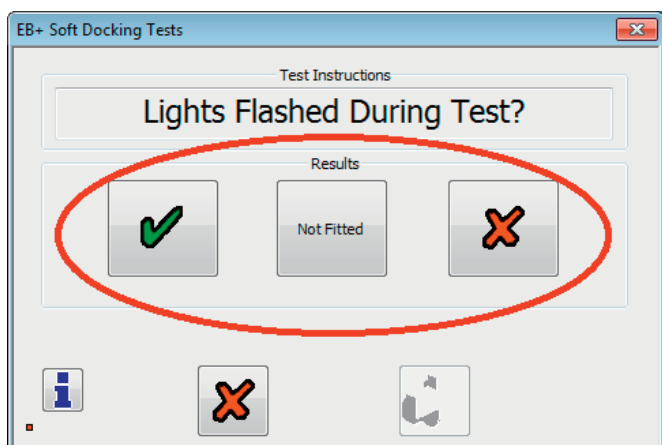 EB+ Soft Docking Tests
Test Instructions
Lights Flashed During Test?
Results
Not Fitted